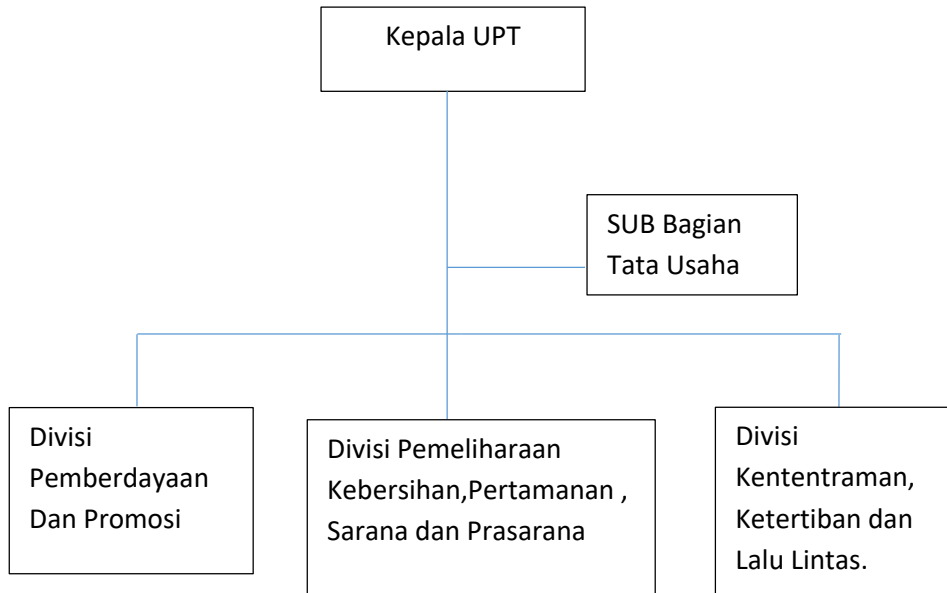 Kepala UPT
SUB Bagian
Tata Usaha
Divisi
Pemberdayaan
Dan Promosi
Divisi Pemeliharaan
Kebersihan,Pertamanan ,
Sarana dan Prasarana
Divisi
Kententraman,
Ketertiban dan
Lalu Lintas.